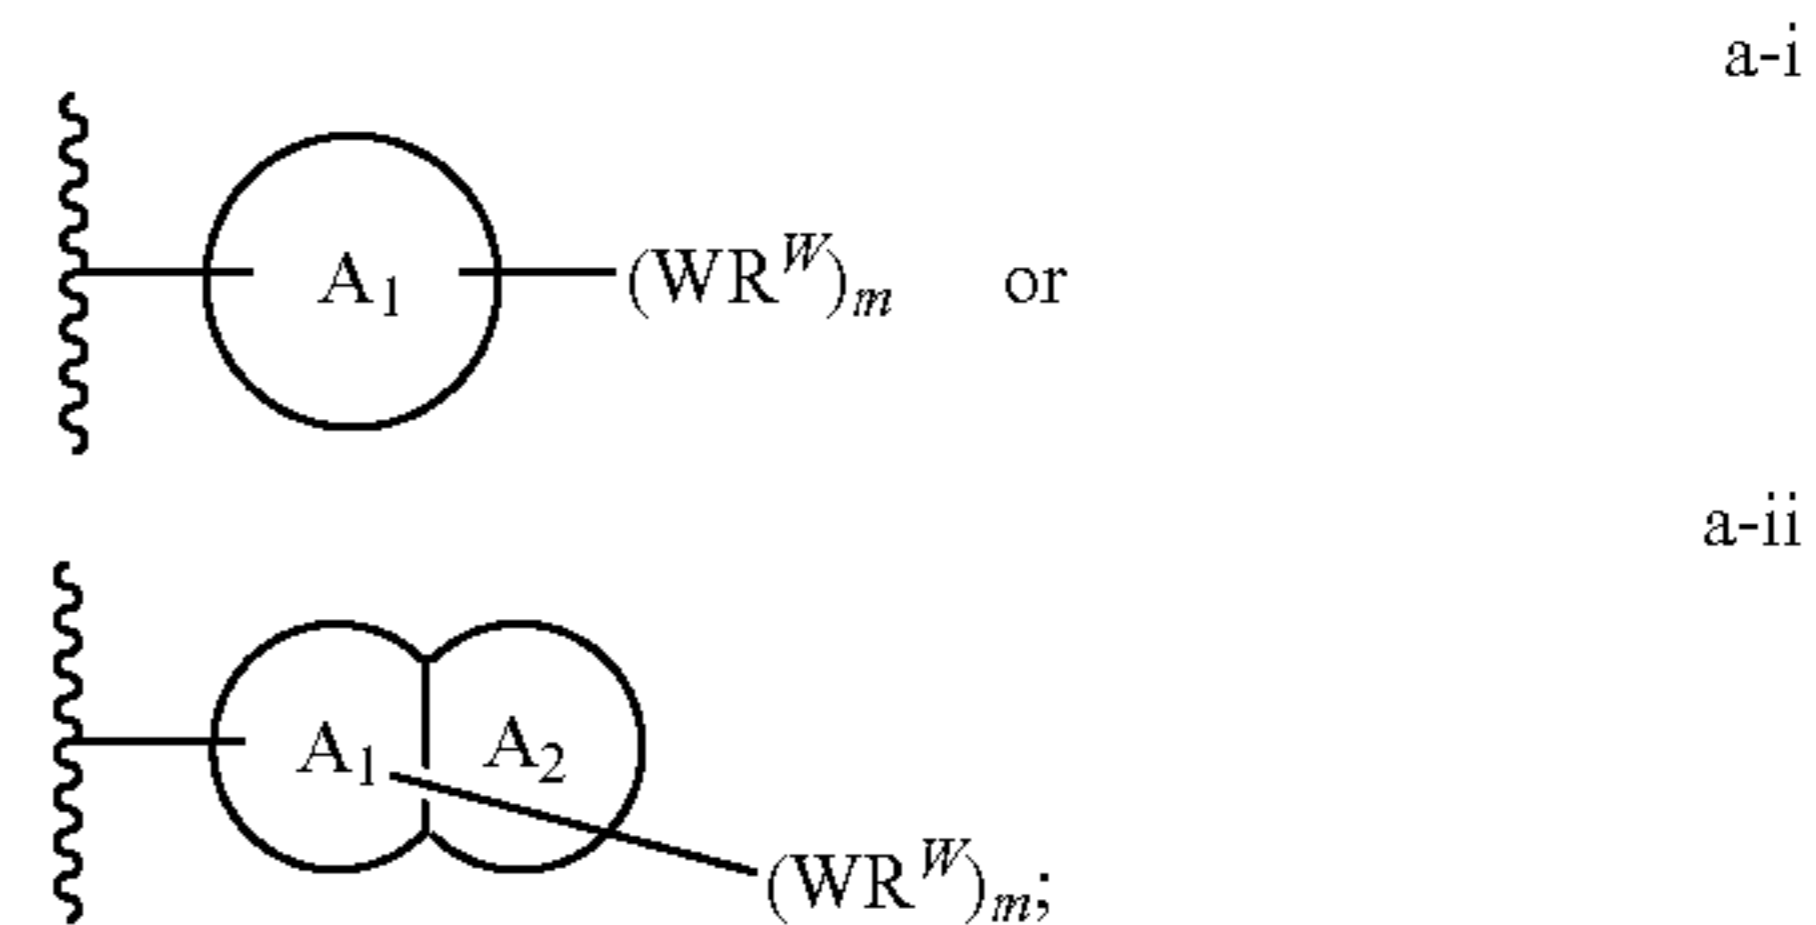 a-i
A₁ (WRᵂ)ₘ or
a-ii
A₁ A₂
(WRᵂ)ₘ;